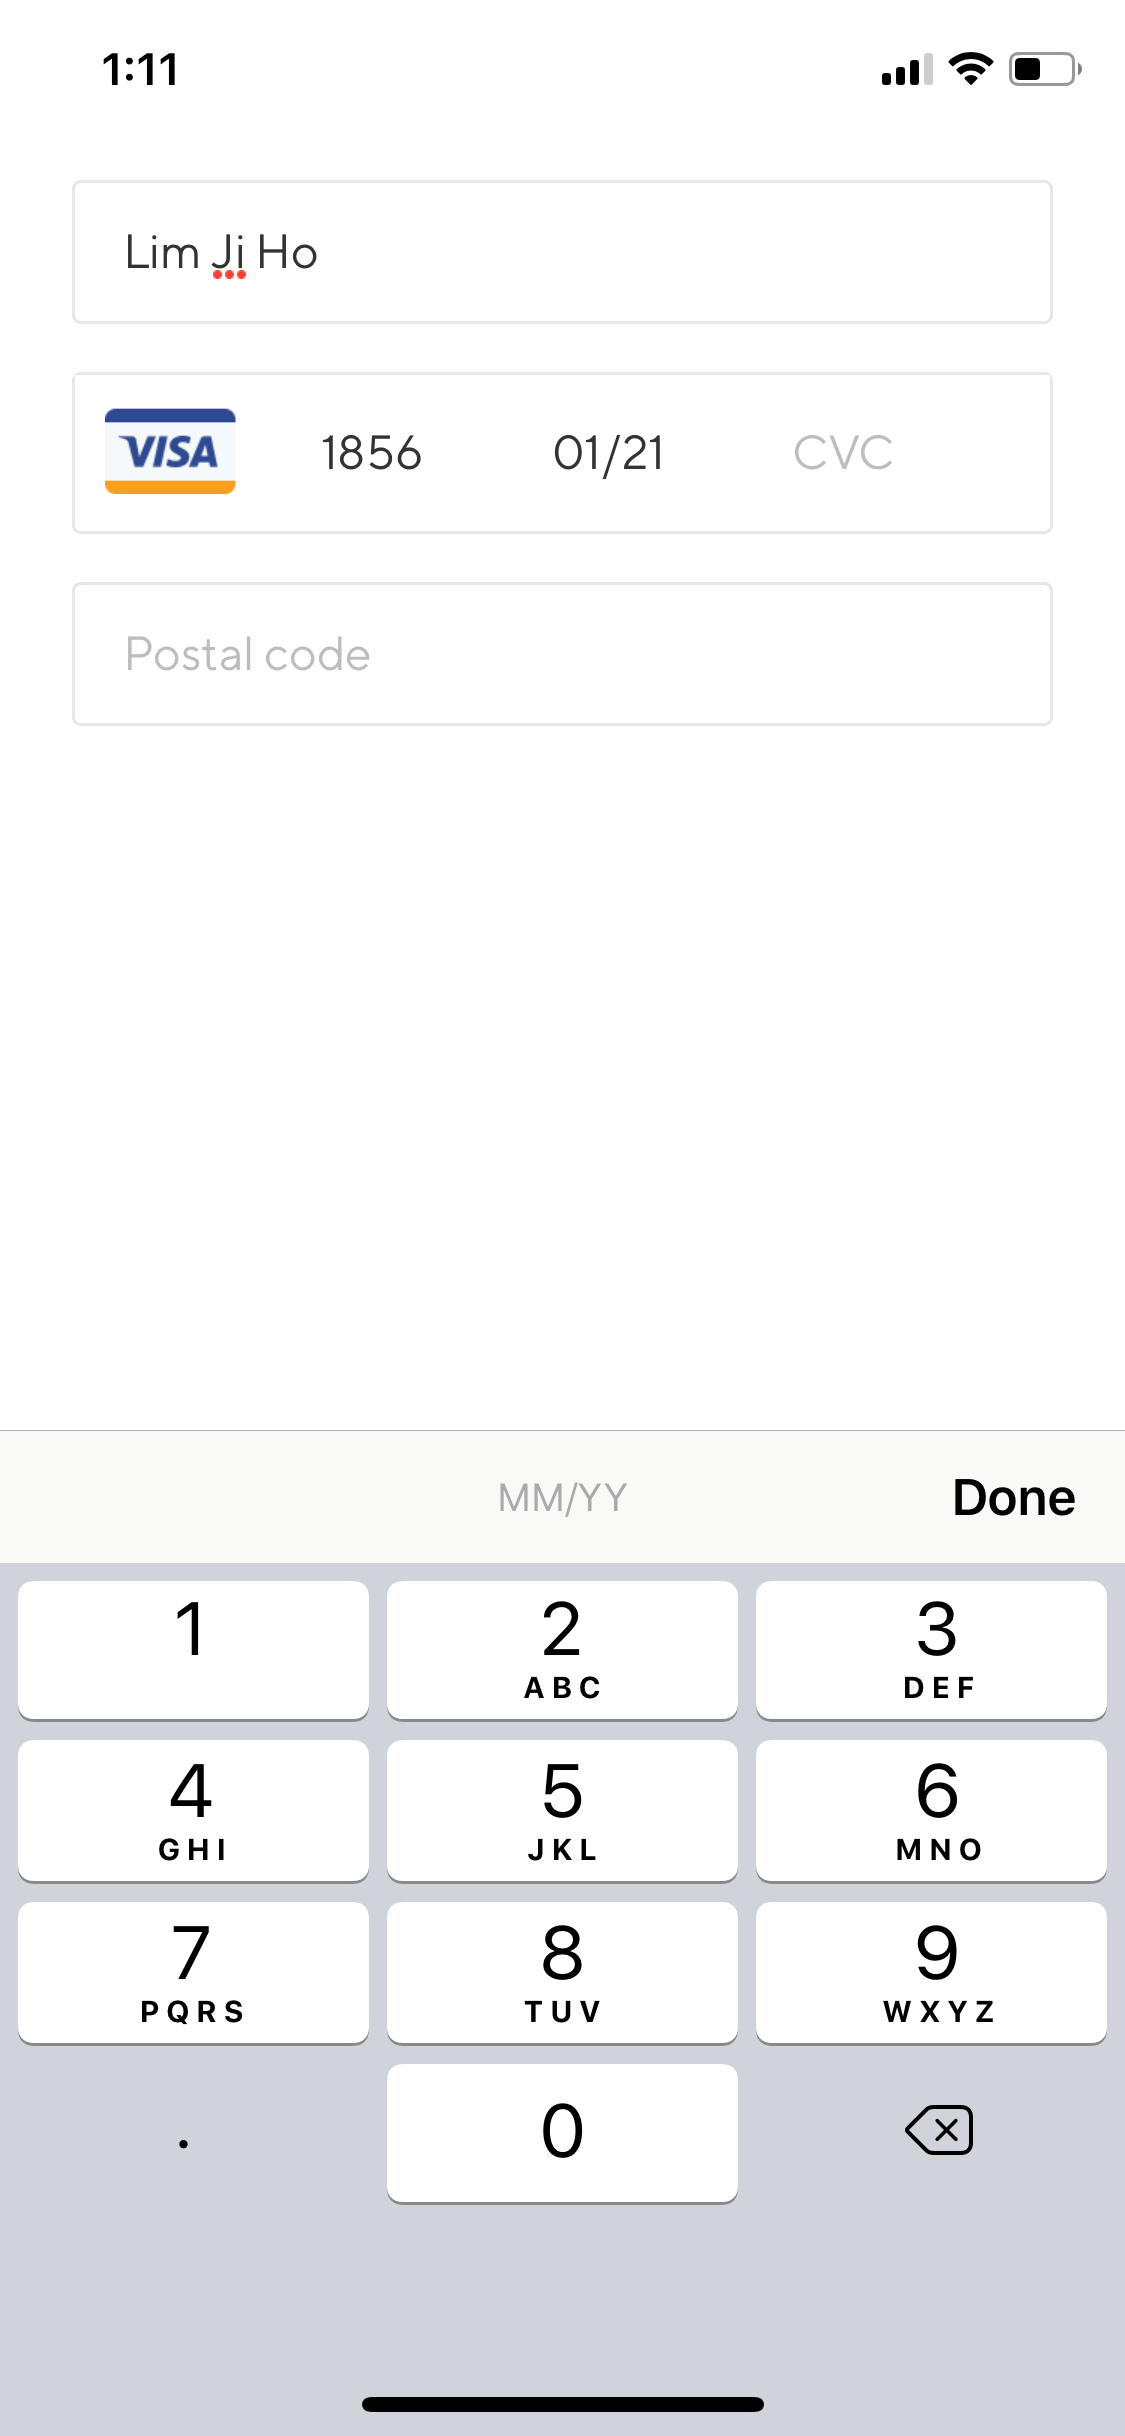 1:11
Lim Ji Ho
VISA 1856 01/21 CVC
Postal code
MM/YY Done
1 2 3
ABC DEF
4 5 6
GHI JKL MNO
7 8 9
PQRS TUV WXYZ
. 0